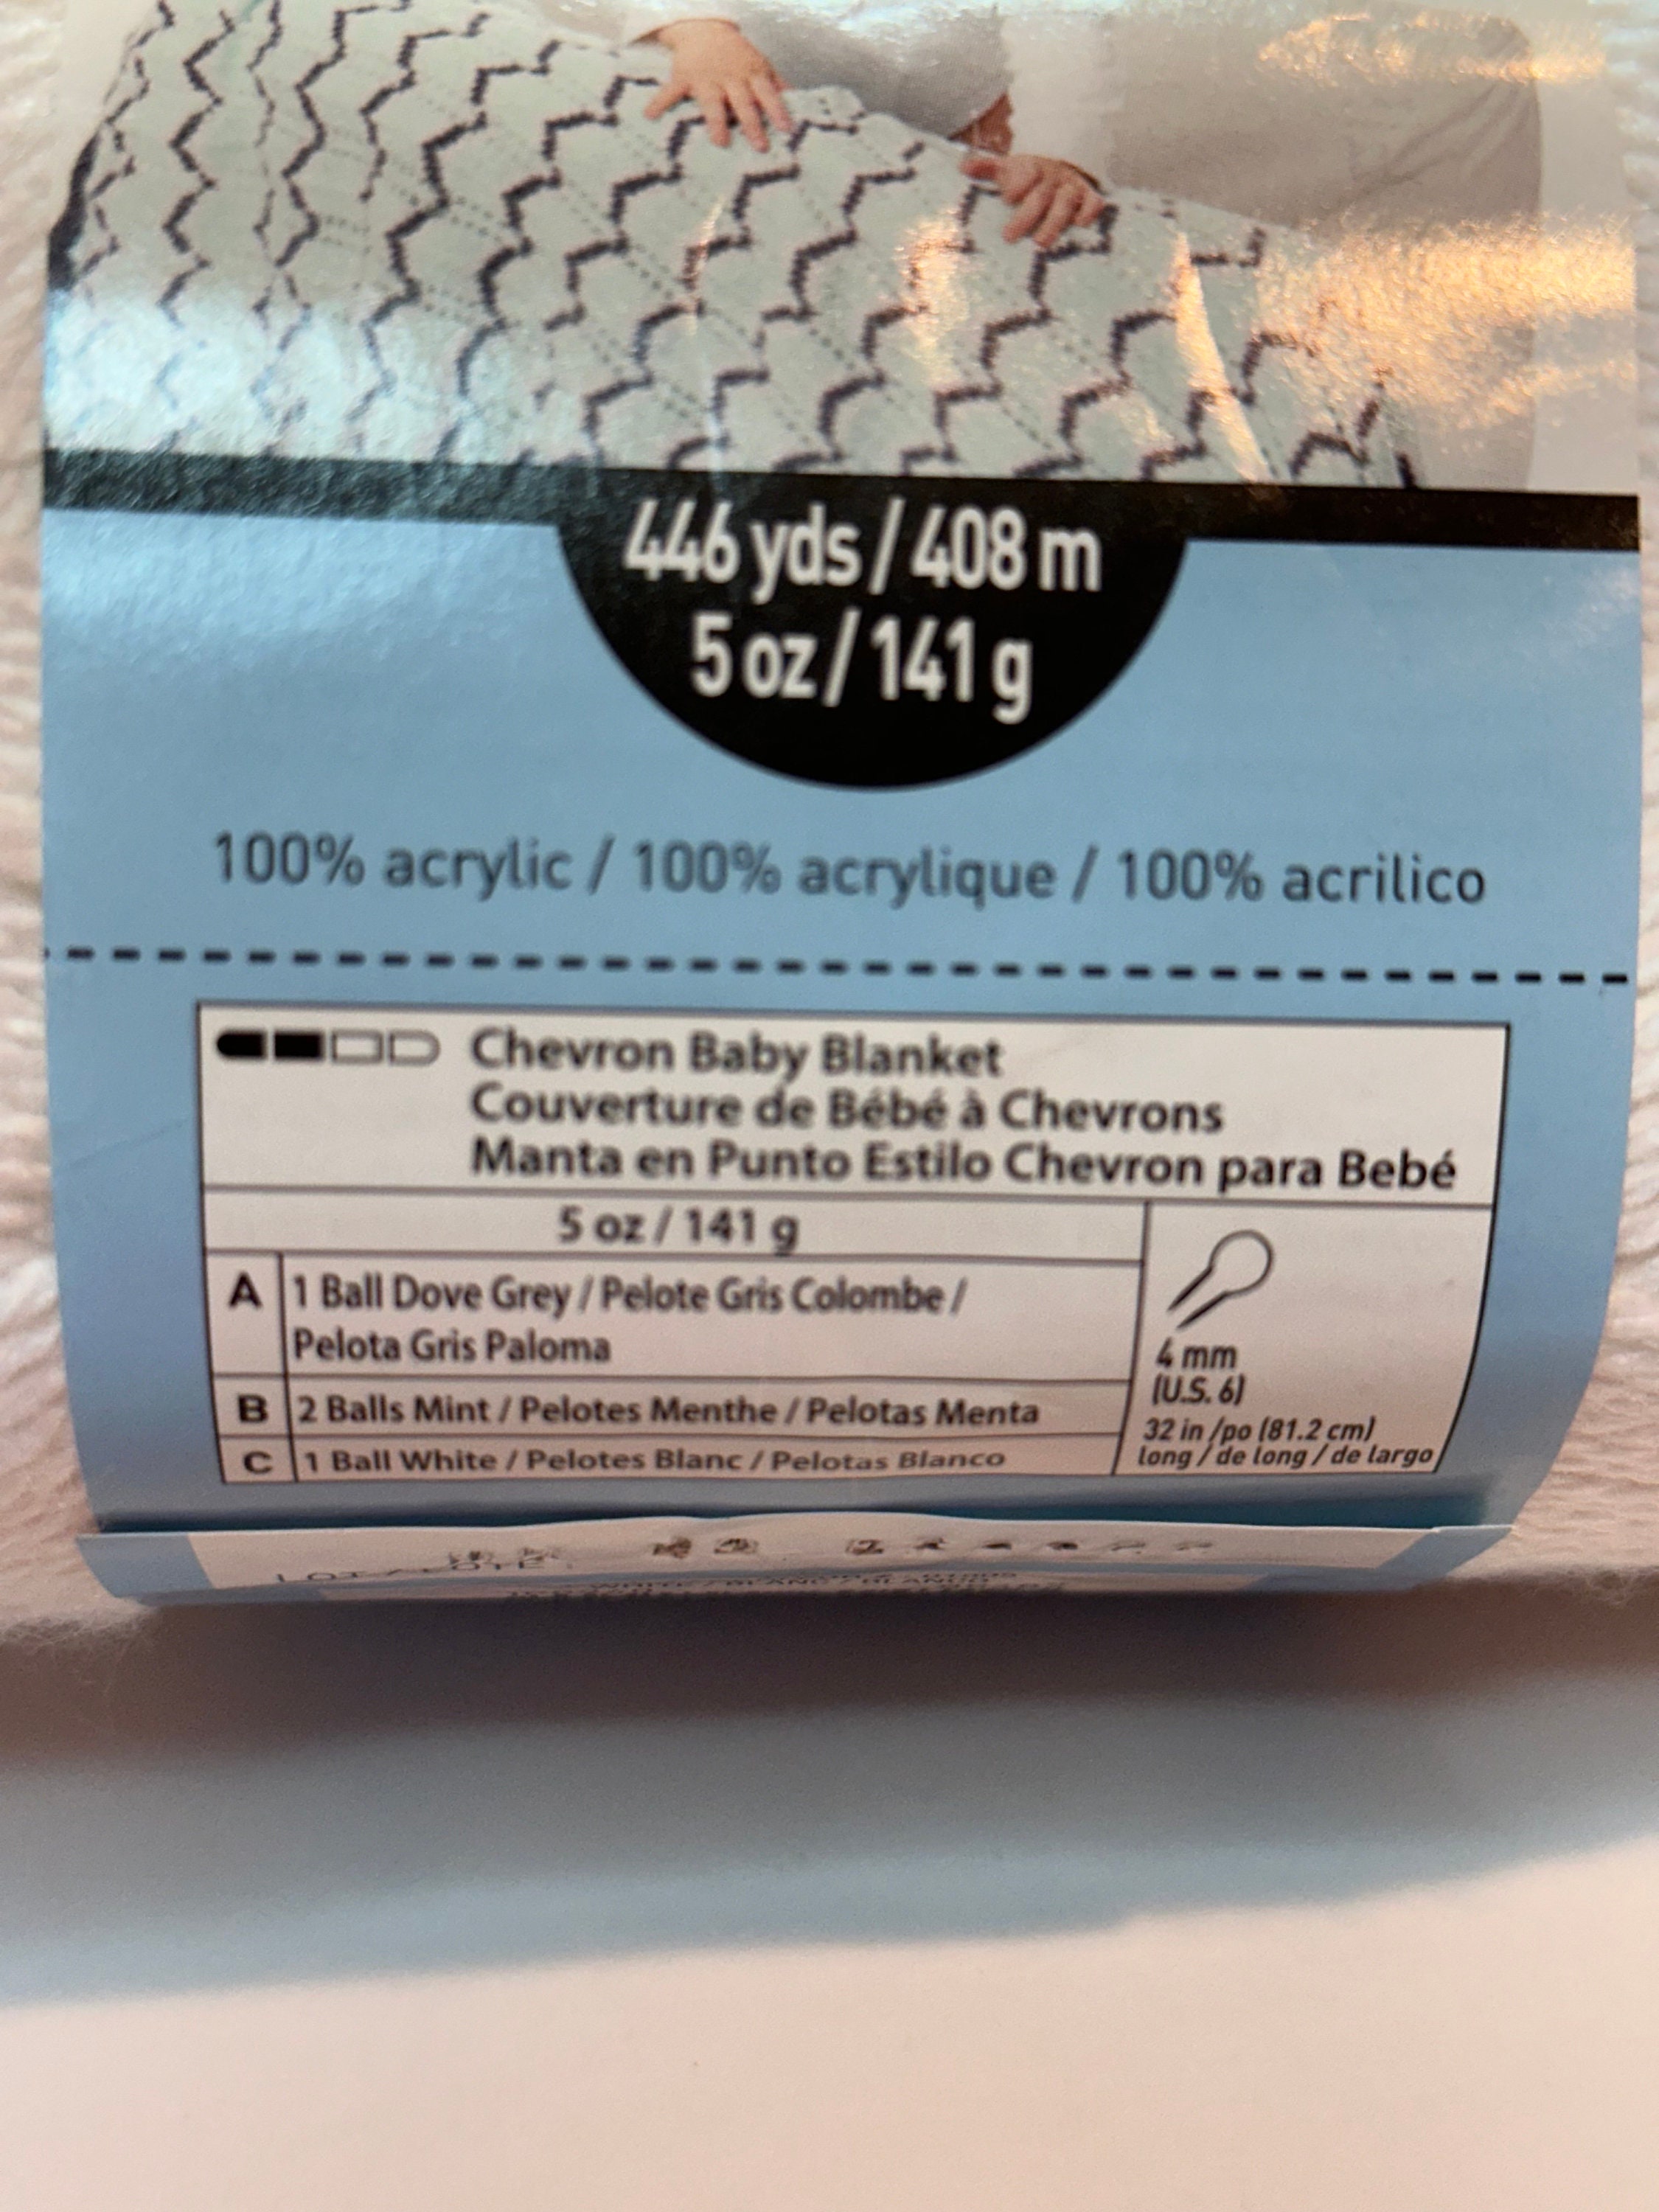 446 yds / 408 m
5 oz / 141 g
100% acrylic / 100% acrylique / 100% acrilico
Chevron Baby Blanket
Couverture de Bébé à Chevrons
Manta en Punto Estilo Chevron para Bebé
5 oz / 141 g
A 1 Ball Dove Grey / Pelote Gris Colombe /
Pelota Gris Paloma
B 2 Balls Mint / Pelotes Menthe / Pelotas Menta
C 1 Ball White / Pelotes Blanc / Pelotas Blanco
4 mm
(U.S. 6)
32 in /po (81.2 cm)
long / de long / de largo
LOT /